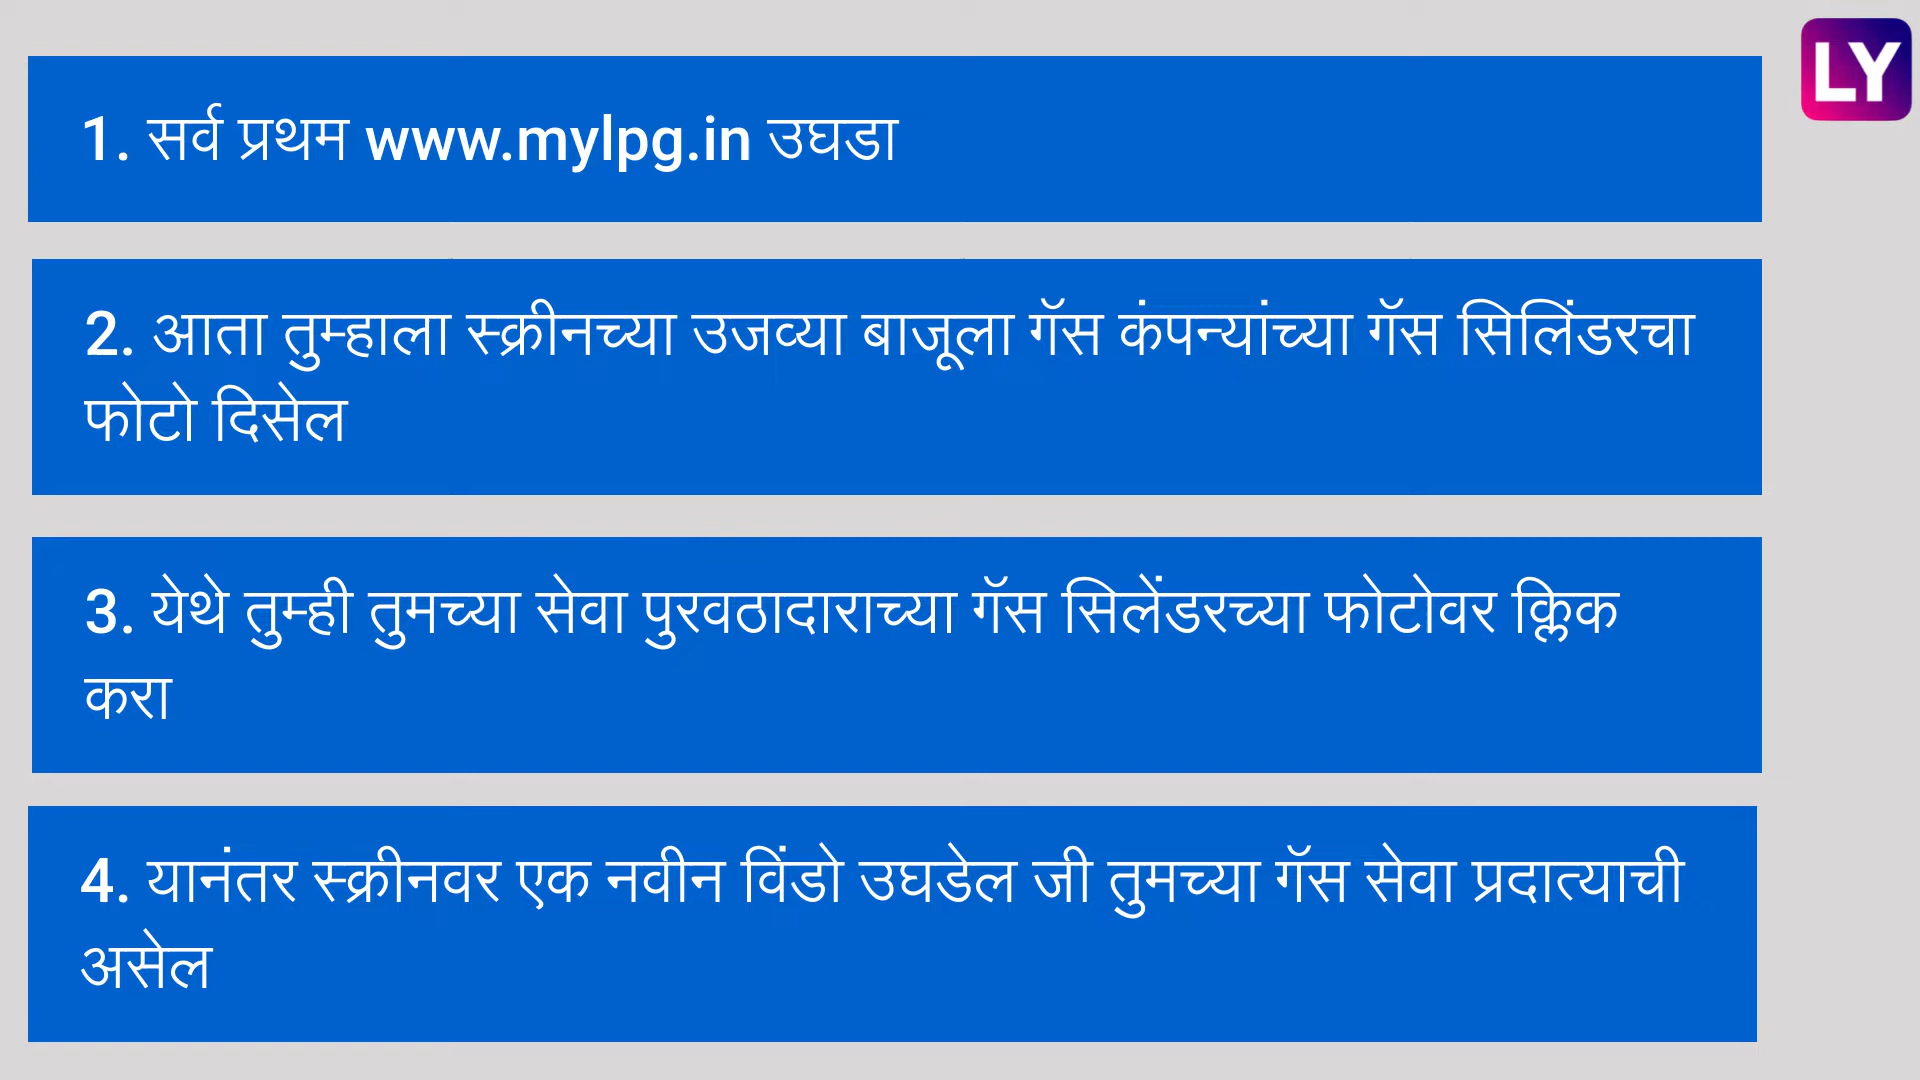 LY
1. सर्व प्रथम www.mylpg.in उघडा
2. आता तुम्हाला स्क्रीनच्या उजव्या बाजूला गॅस कंपन्यांच्या गॅस सिलिंडरचा
फोटो दिसेल
3. येथे तुम्ही तुमच्या सेवा पुरवठादाराच्या गॅस सिलेंडरच्या फोटोवर क्लिक
करा
4. यानंतर स्क्रीनवर एक नवीन विंडो उघडेल जी तुमच्या गॅस सेवा प्रदात्याची
असेल